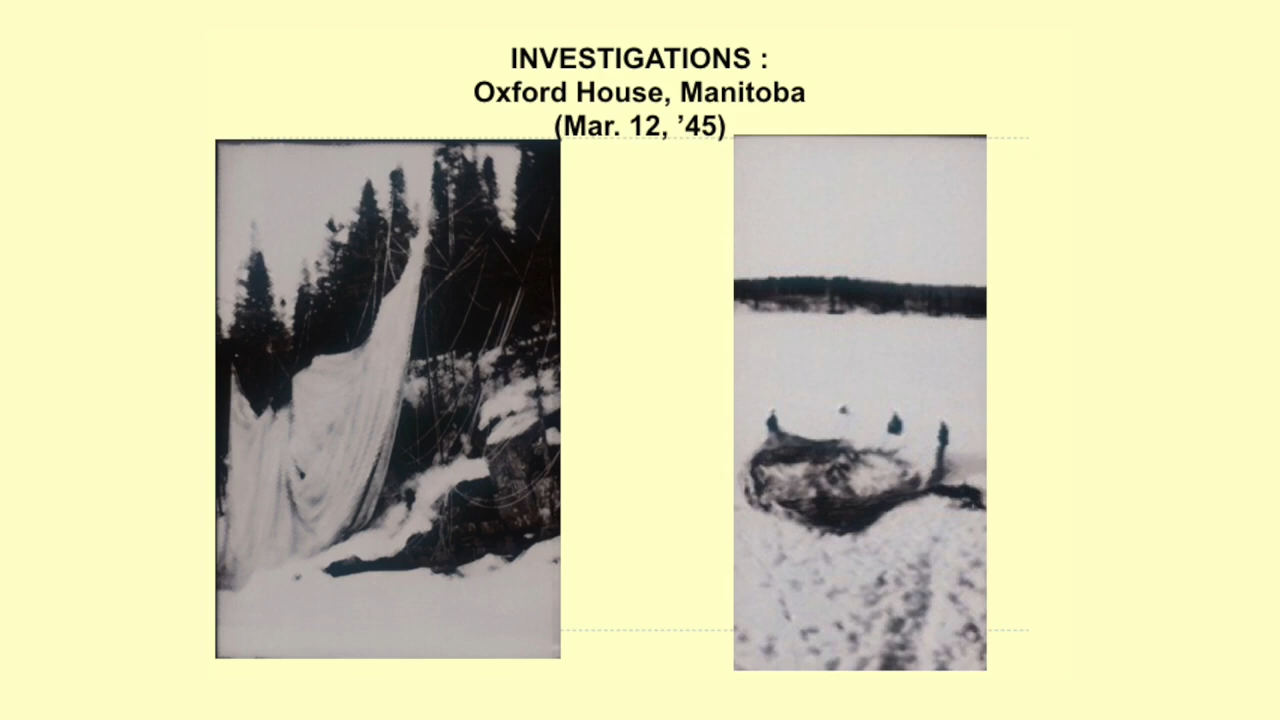 INVESTIGATIONS :
Oxford House, Manitoba
(Mar. 12, ’45)